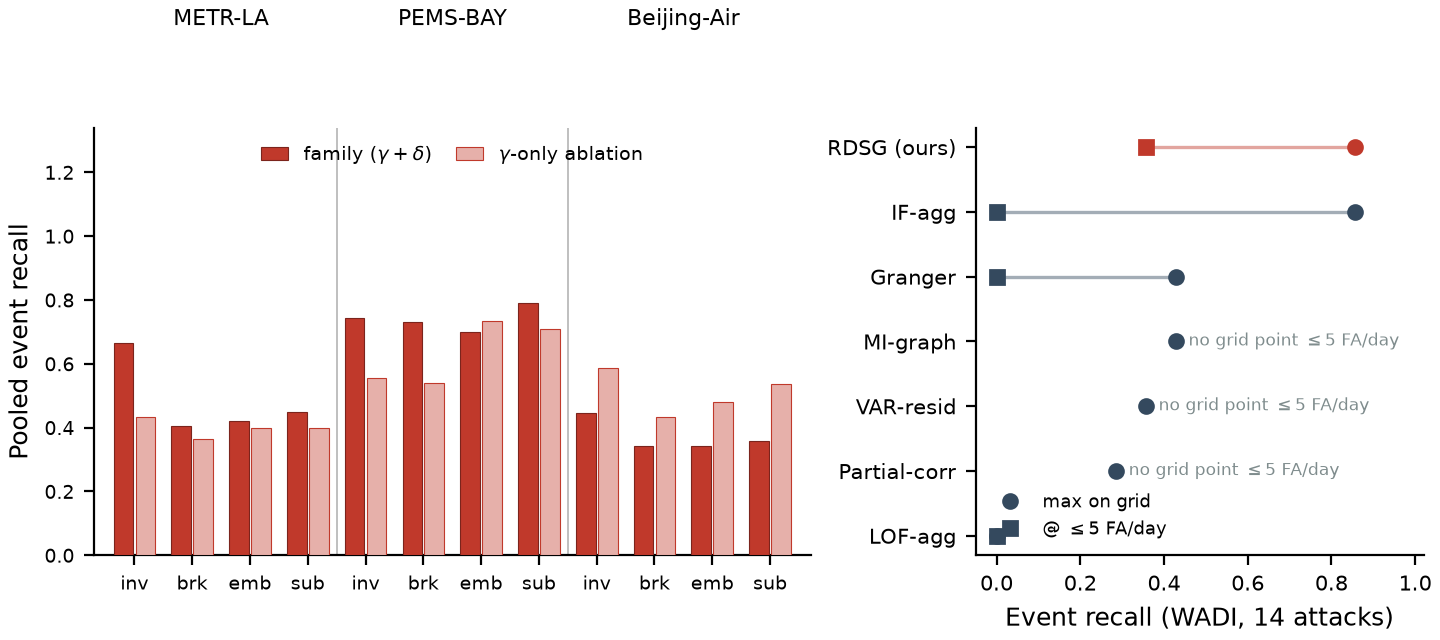 METR-LA
PEMS-BAY
Beijing-Air
family (γ + δ)
γ-only ablation
Pooled event recall
1.2
1.0
0.8
0.6
0.4
0.2
0.0
inv brk emb sub inv brk emb sub inv brk emb sub
RDSG (ours)
IF-agg
Granger
MI-graph
no grid point ≤ 5 FA/day
VAR-resid
no grid point ≤ 5 FA/day
Partial-corr
no grid point ≤ 5 FA/day
LOF-agg
max on grid
@ ≤ 5 FA/day
0.0 0.2 0.4 0.6 0.8 1.0
Event recall (WADI, 14 attacks)